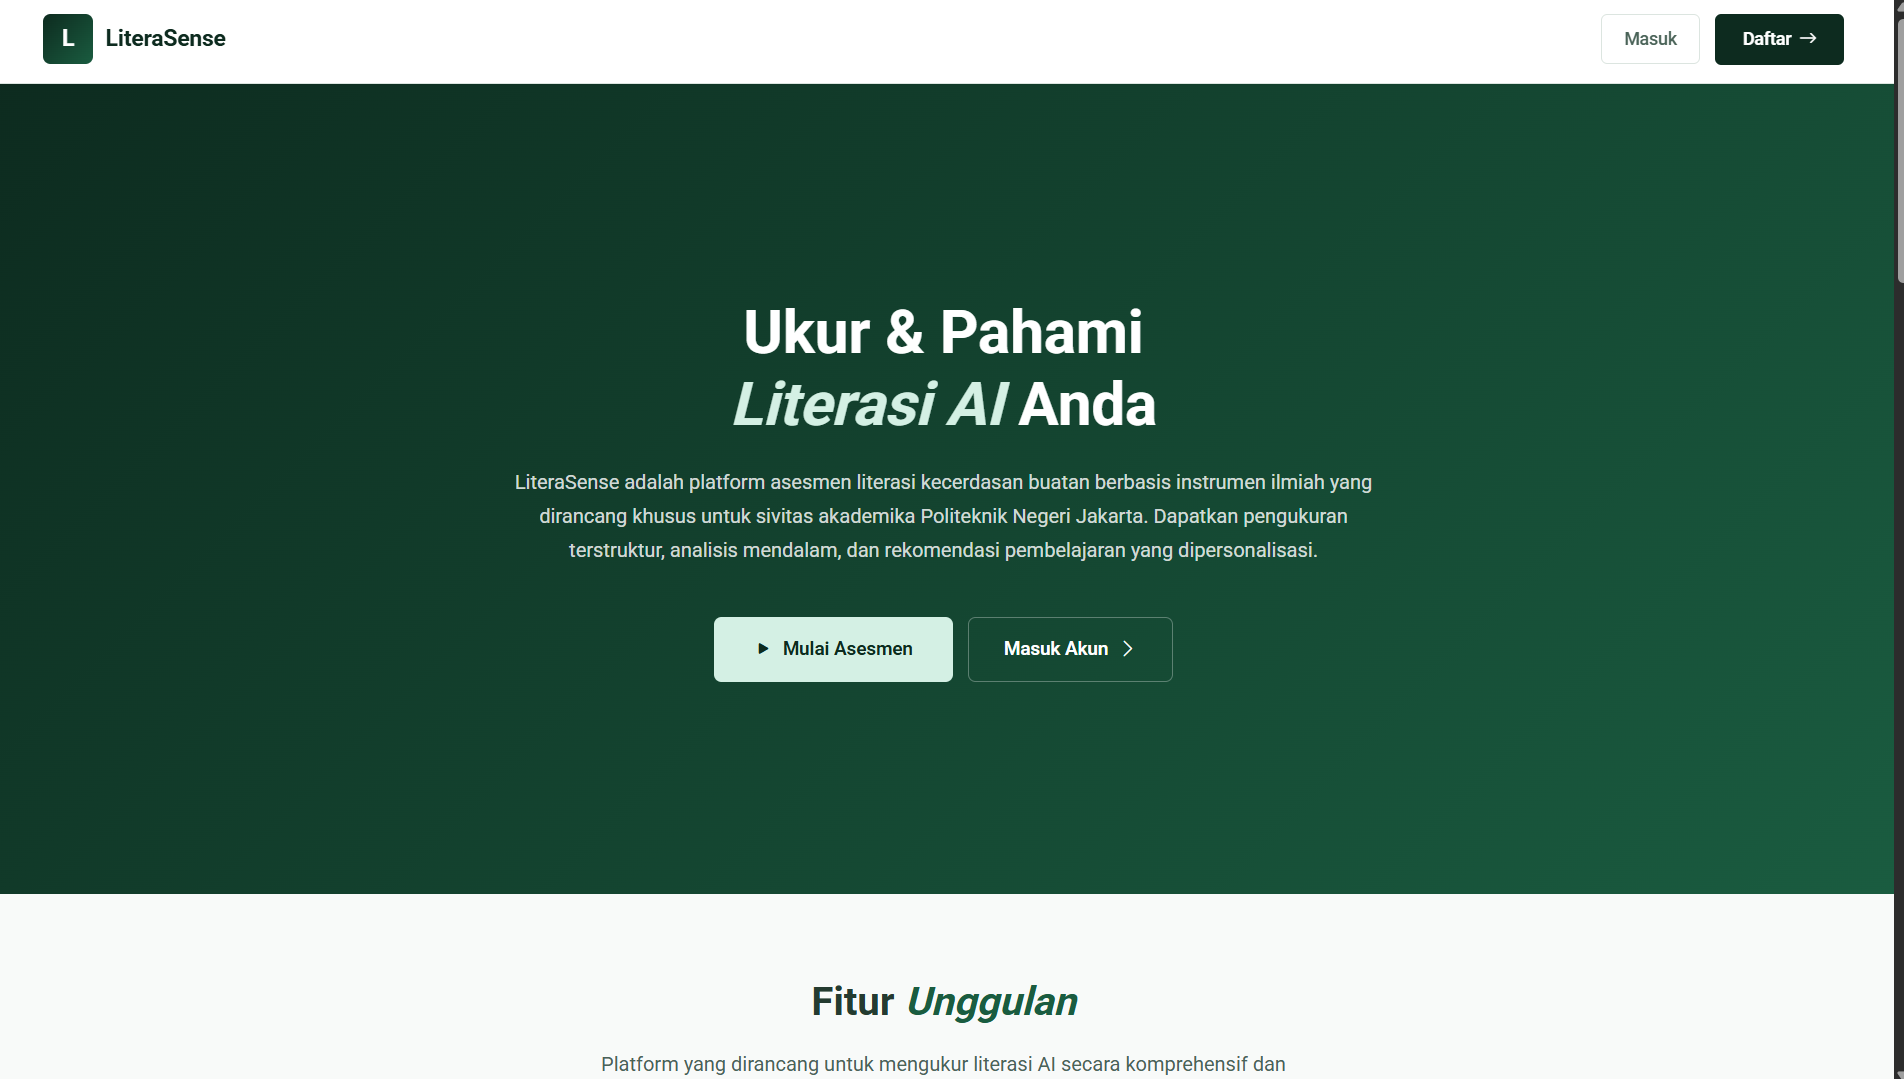 L
LiteraSense
Masuk
Daftar →
Ukur & Pahami
Literasi AI Anda
LiteraSense adalah platform asesmen literasi kecerdasan buatan berbasis instrumen ilmiah yang
dirancang khusus untuk sivitas akademika Politeknik Negeri Jakarta. Dapatkan pengukuran
terstruktur, analisis mendalam, dan rekomendasi pembelajaran yang dipersonalisasi.
Mulai Asesmen
Masuk Akun
Fitur Unggulan
Platform yang dirancang untuk mengukur literasi AI secara komprehensif dan